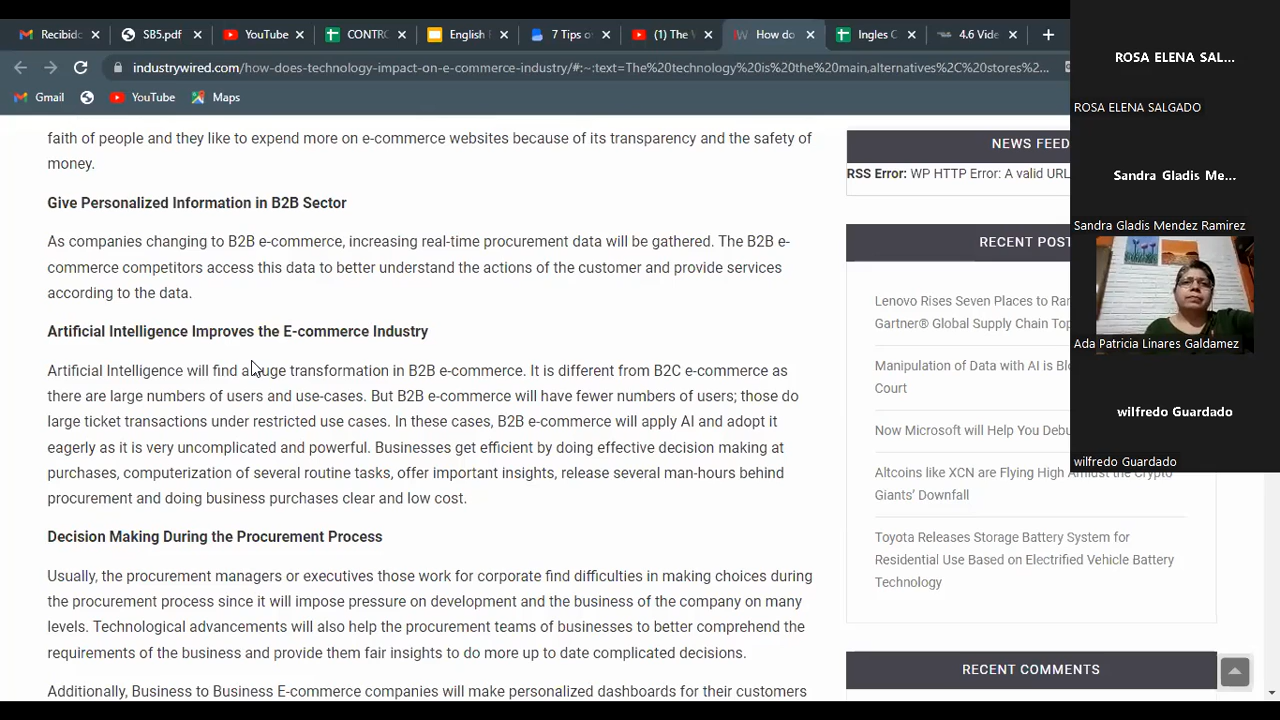 Recibido
SB5.pdf
YouTube
CONTRO
English
7 Tips o
(1) The
How do
Ingles C
4.6 Vide
industrywired.com/how-does-technology-impact-on-e-commerce-industry/#:~:text=The%20technology%20is%20the%20main,alternatives%2C%20stores%2...
Gmail
YouTube
Maps
faith of people and they like to expend more on e-commerce websites because of its transparency and the safety of
money.
Give Personalized Information in B2B Sector
As companies changing to B2B e-commerce, increasing real-time procurement data will be gathered. The B2B e-
commerce competitors access this data to better understand the actions of the customer and provide services
according to the data.
Artificial Intelligence Improves the E-commerce Industry
Artificial Intelligence will find a huge transformation in B2B e-commerce. It is different from B2C e-commerce as
there are large numbers of users and use-cases. But B2B e-commerce will have fewer numbers of users; those do
large ticket transactions under restricted use cases. In these cases, B2B e-commerce will apply AI and adopt it
eagerly as it is very uncomplicated and powerful. Businesses get efficient by doing effective decision making at
purchases, computerization of several routine tasks, offer important insights, release several man-hours behind
procurement and doing business purchases clear and low cost.
Decision Making During the Procurement Process
Usually, the procurement managers or executives those work for corporate find difficulties in making choices during
the procurement process since it will impose pressure on development and the business of the company on many
levels. Technological advancements will also help the procurement teams of businesses to better comprehend the
requirements of the business and provide them fair insights to do more up to date complicated decisions.
Additionally, Business to Business E-commerce companies will make personalized dashboards for their customers
NEWS FEED
RSS Error: WP HTTP Error: A valid URL
RECENT POST
Lenovo Rises Seven Places to Ran
Gartner® Global Supply Chain Top
Manipulation of Data with AI is Blo
Court
Now Microsoft will Help You Debu
Altcoins like XCN are Flying High Amidst the Crypto
Giants' Downfall
Toyota Releases Storage Battery System for
Residential Use Based on Electrified Vehicle Battery
Technology
RECENT COMMENTS
ROSA ELENA SAL...
ROSA ELENA SALGADO
Sandra Gladis Me...
Sandra Gladis Mendez Ramirez
Ada Patricia Linares Galdamez
wilfredo Guardado
wilfredo Guardado